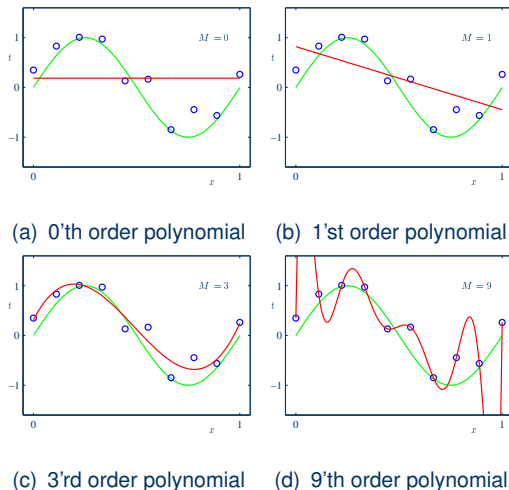 1
t
0
−1
M = 0
0
x
1
1
t
0
−1
M = 1
0
x
1
(a) 0'th order polynomial
(b) 1'st order polynomial
1
t
0
−1
M = 3
0
x
1
1
t
0
−1
M = 9
0
x
1
(c) 3'rd order polynomial
(d) 9'th order polynomial